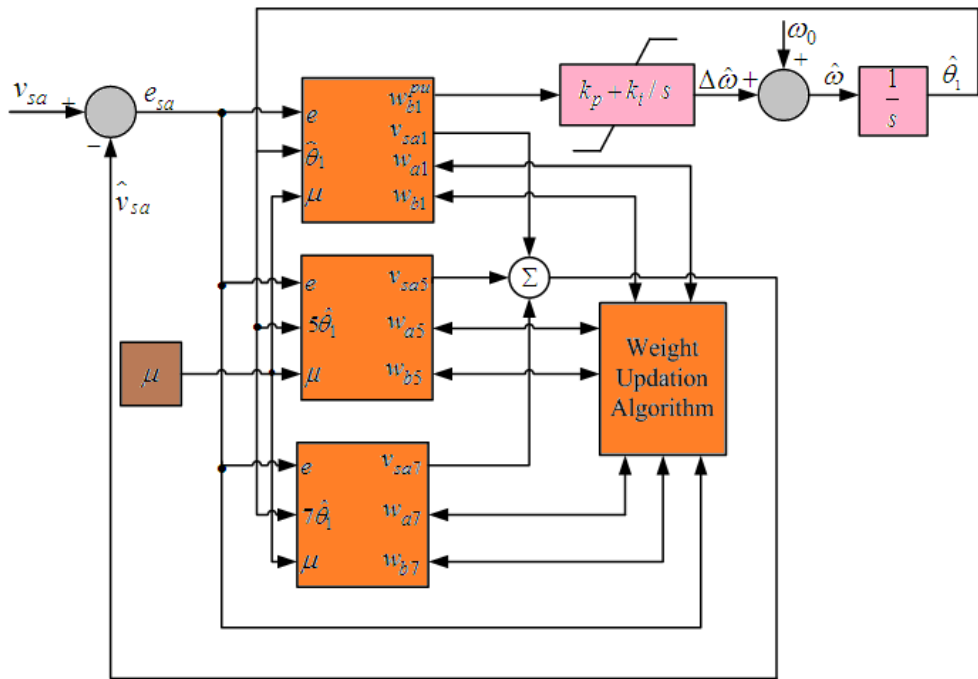 v_sa + e_sa
−
v̂_sa
e w_b1^pu
θ̂_1 v_sa1
w_a1
μ w_b1
k_p + k_t / s
Δω̂ +
ω_0
+
ω̂
1/s
θ̂_1
e v_sa5
5θ̂_1 w_a5
μ w_b5
Σ
μ
Weight
Updation
Algorithm
e v_sa7
7θ̂_1 w_a7
μ w_b7